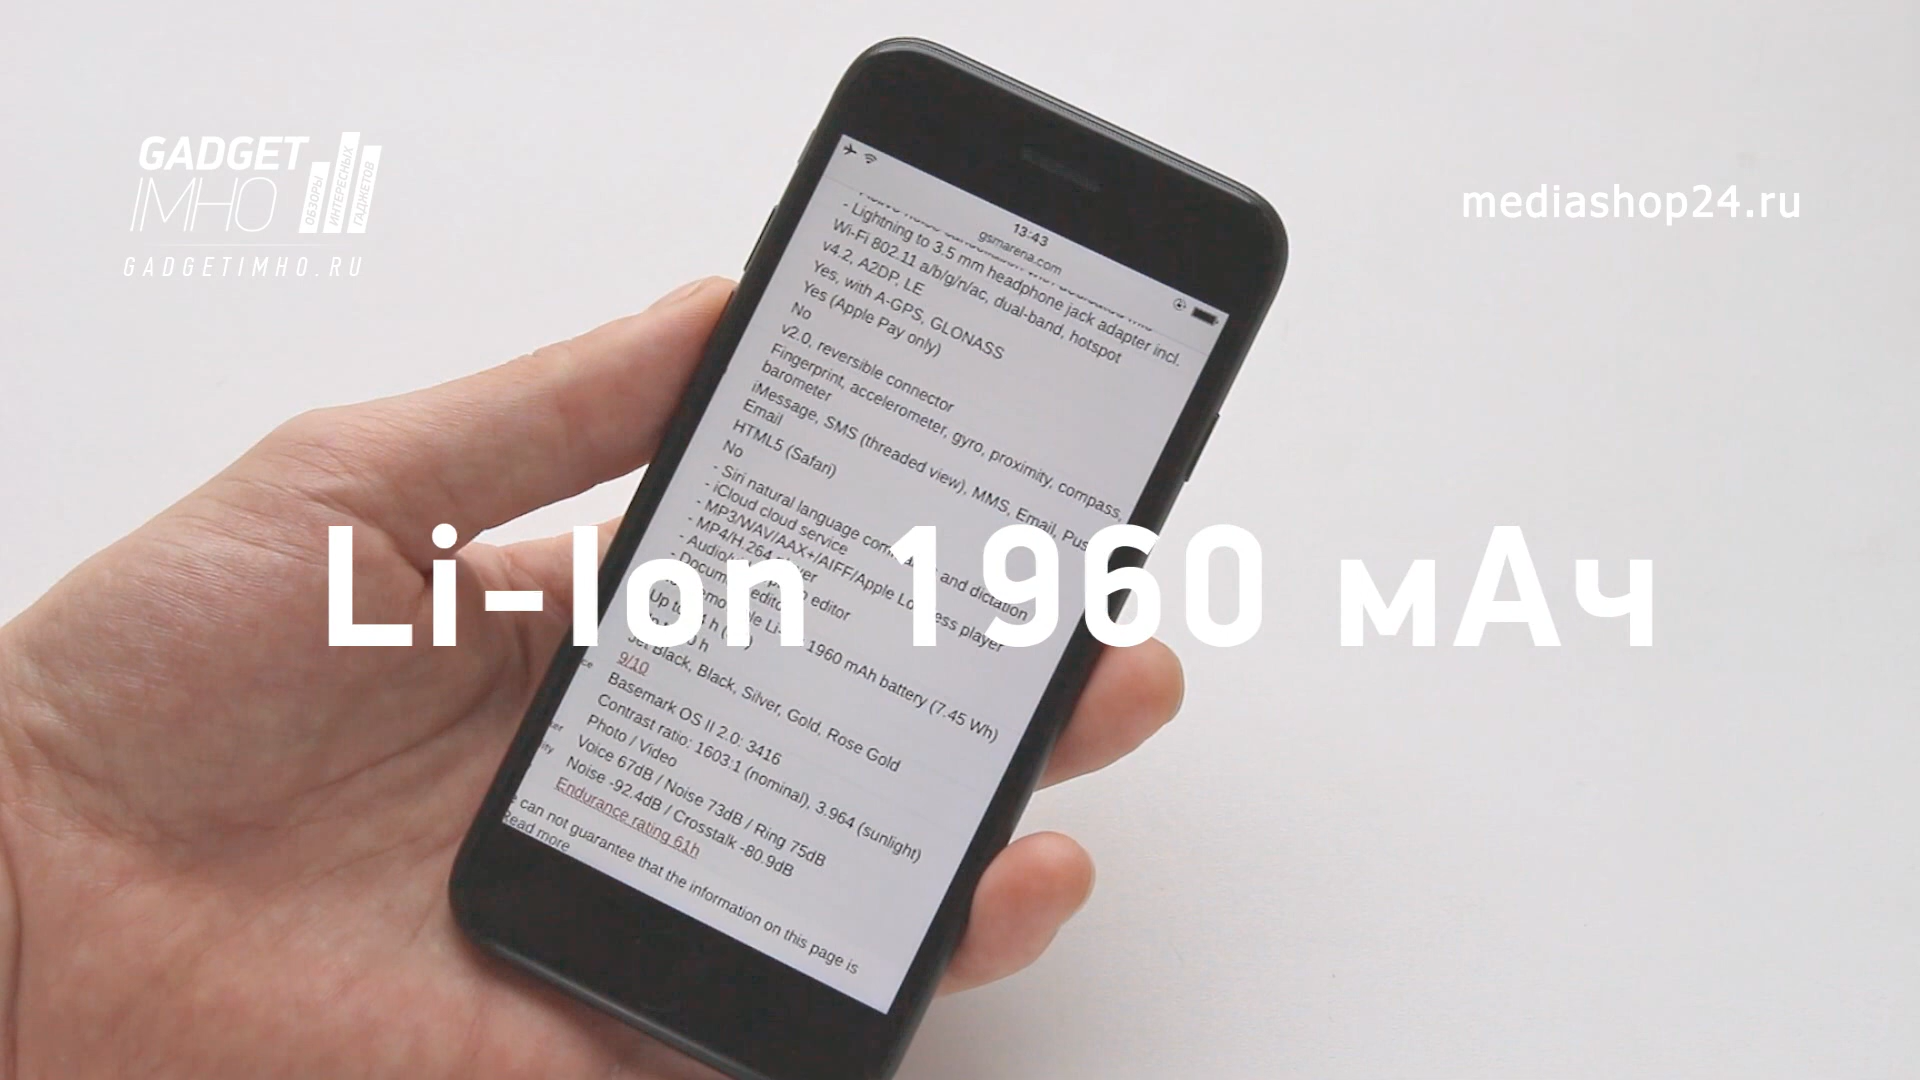 GADGET
IMHO
ОБЗОРЫ
ИНТЕРЕСНЫХ
ГАДЖЕТОВ
GADGETIMHO.RU
mediashop24.ru
13:43
gsmarena.com
- Lightning to 3.5 mm headphone jack adapter incl.
Wi-Fi 802.11 a/b/g/n/ac, dual-band, hotspot
v4.2, A2DP, LE
Yes, with A-GPS, GLONASS
Yes (Apple Pay only)
No
v2.0, reversible connector
Fingerprint, accelerometer, gyro, proximity, compass,
barometer
iMessage, SMS (threaded view), MMS, Email, Push
Email
HTML5 (Safari)
No
- Siri natural language and dictation
- iCloud cloud service
- MP3/WAV/AAX+/AIFF/Apple player
- MP4/H.264
- editor
- editor
1960 mAh battery (7.45 Wh)
Up to h
h
Jet Black, Black, Silver, Gold, Rose Gold
9/10
Basemark OS II 2.0: 3416
Contrast ratio: 1603:1 (nominal), 3.964 (sunlight)
Photo / Video
Voice 67dB / Noise 73dB / Ring 75dB
Noise -92.4dB / Crosstalk -80.9dB
Endurance rating 61h
can not guarantee that the information on this page is
Read more
Li-Ion 1960 мАч